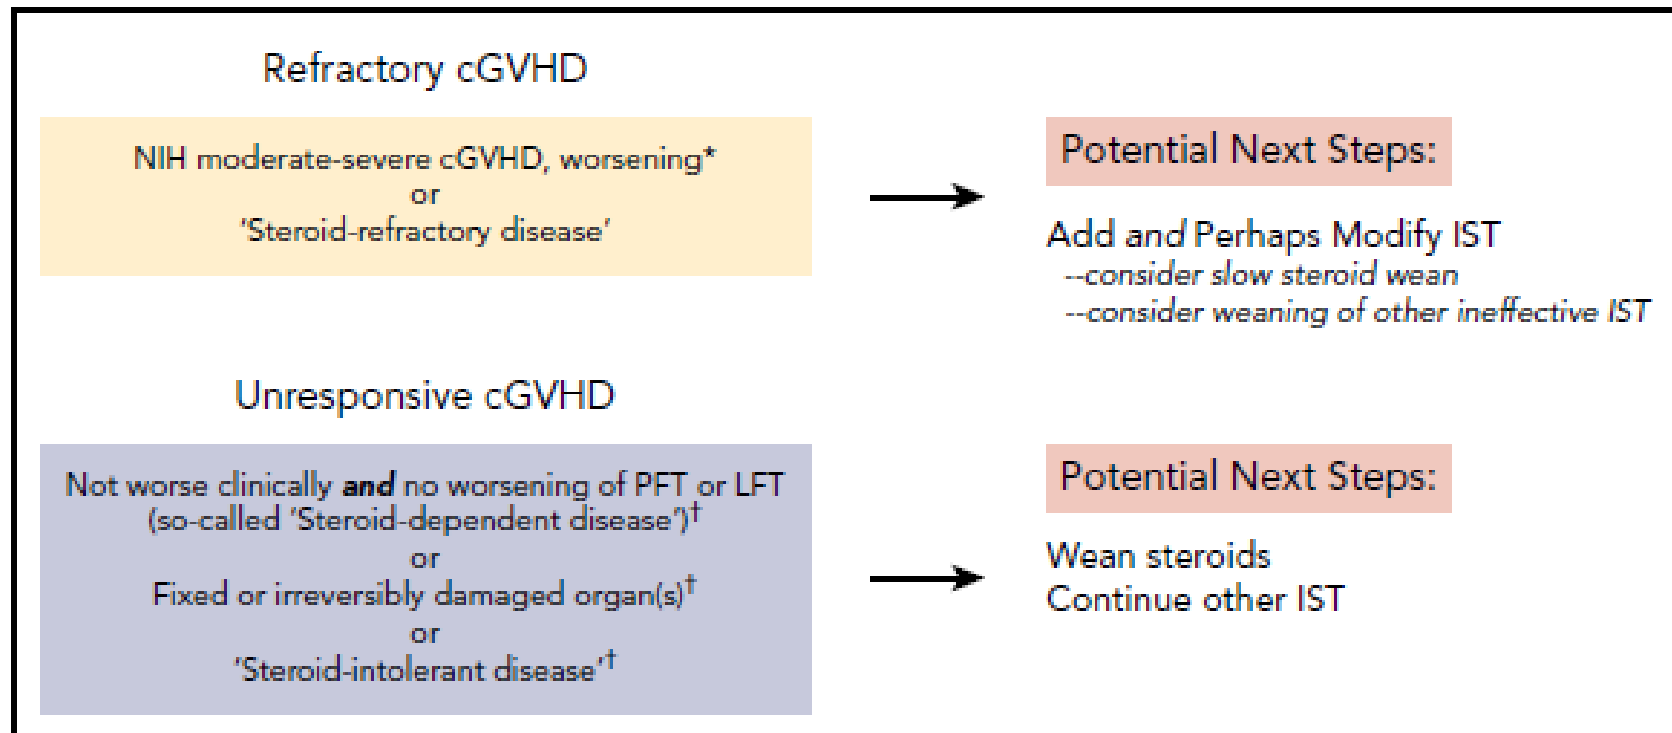 Refractory cGVHD
NIH moderate-severe cGVHD, worsening*
or
'Steroid-refractory disease'
Potential Next Steps:
Add and Perhaps Modify IST
--consider slow steroid wean
--consider weaning of other ineffective IST
Unresponsive cGVHD
Not worse clinically and no worsening of PFT or LFT
(so-called 'Steroid-dependent disease')†
or
Fixed or irreversibly damaged organ(s)†
or
'Steroid-intolerant disease'†
Potential Next Steps:
Wean steroids
Continue other IST